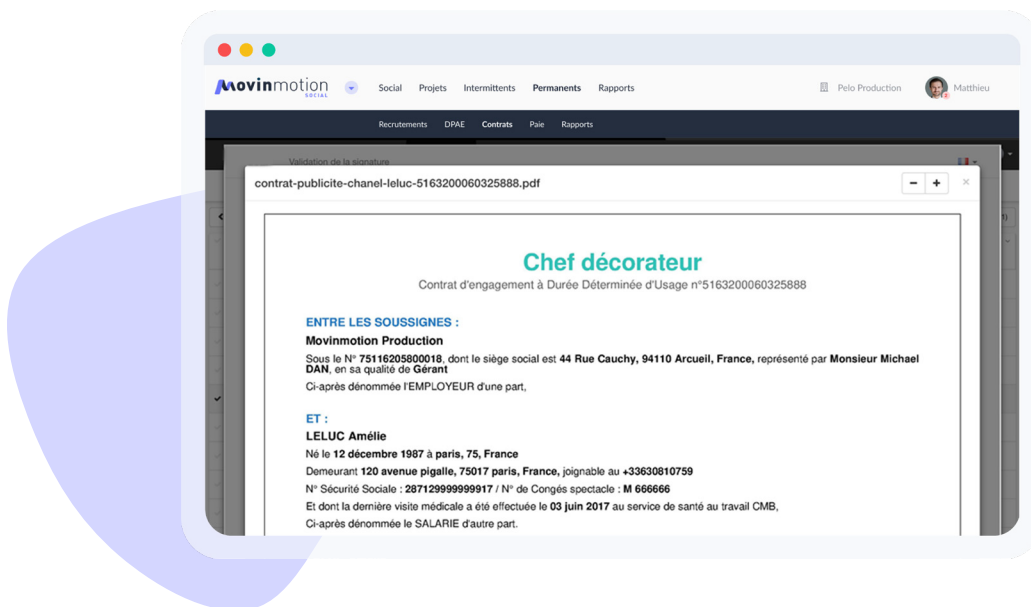 Movinmotion
SOCIAL
Social Projets Intermittents Permanents Rapports
Pelo Production
Matthieu
2
Recrutements DPAE Contrats Paie Rapports
Validation de la signature
contrat-publicite-chanel-leluc-5163200060325888.pdf
- + ×
Chef décorateur
Contrat d'engagement à Durée Déterminée d'Usage n°5163200060325888
ENTRE LES SOUSSIGNES :
Movinmotion Production
Sous le N° 75116205800018, dont le siège social est 44 Rue Cauchy, 94110 Arcueil, France, représenté par Monsieur Michael
DAN, en sa qualité de Gérant
Ci-après dénommée l'EMPLOYEUR d'une part,
ET :
LELUC Amélie
Né le 12 décembre 1987 à paris, 75, France
Demeurant 120 avenue pigalle, 75017 paris, France, joignable au +33630810759
N° Sécurité Sociale : 287129999999917 / N° de Congés spectacle : M 666666
Et dont la dernière visite médicale a été effectuée le 03 juin 2017 au service de santé au travail CMB,
Ci-après dénommée le SALARIE d'autre part.